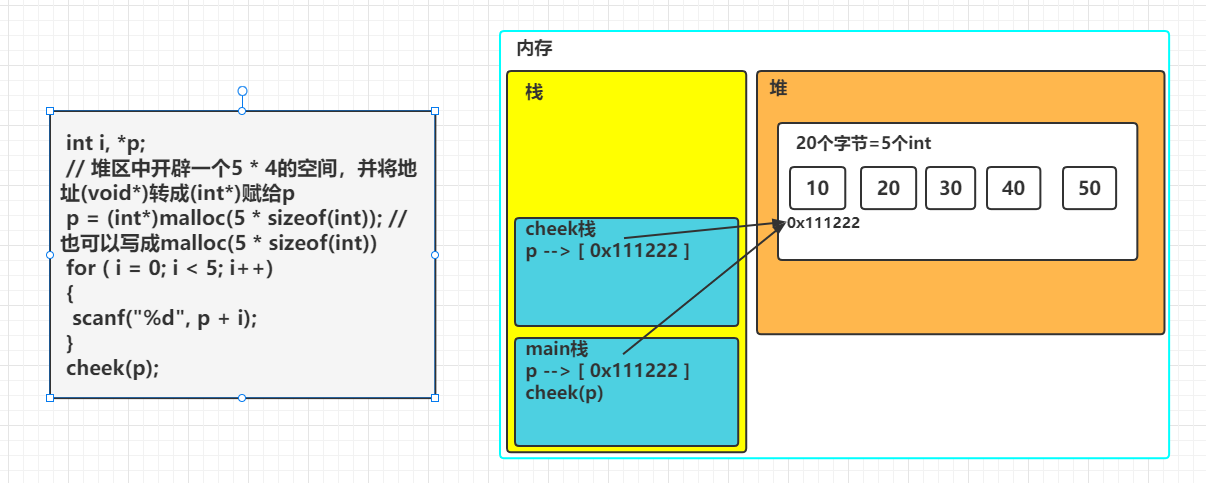 int i, *p;
// 堆区中开辟一个5 * 4的空间，并将地
址(void*)转成(int*)赋给p
p = (int*)malloc(5 * sizeof(int)); //
也可以写成malloc(5 * sizeof(int))
for ( i = 0; i < 5; i++)
{
scanf("%d", p + i);
}
cheek(p);
内存
栈
cheek栈
p --> [ 0x111222 ]
main栈
p --> [ 0x111222 ]
cheek(p)
堆
20个字节=5个int
10 20 30 40 50
0x111222